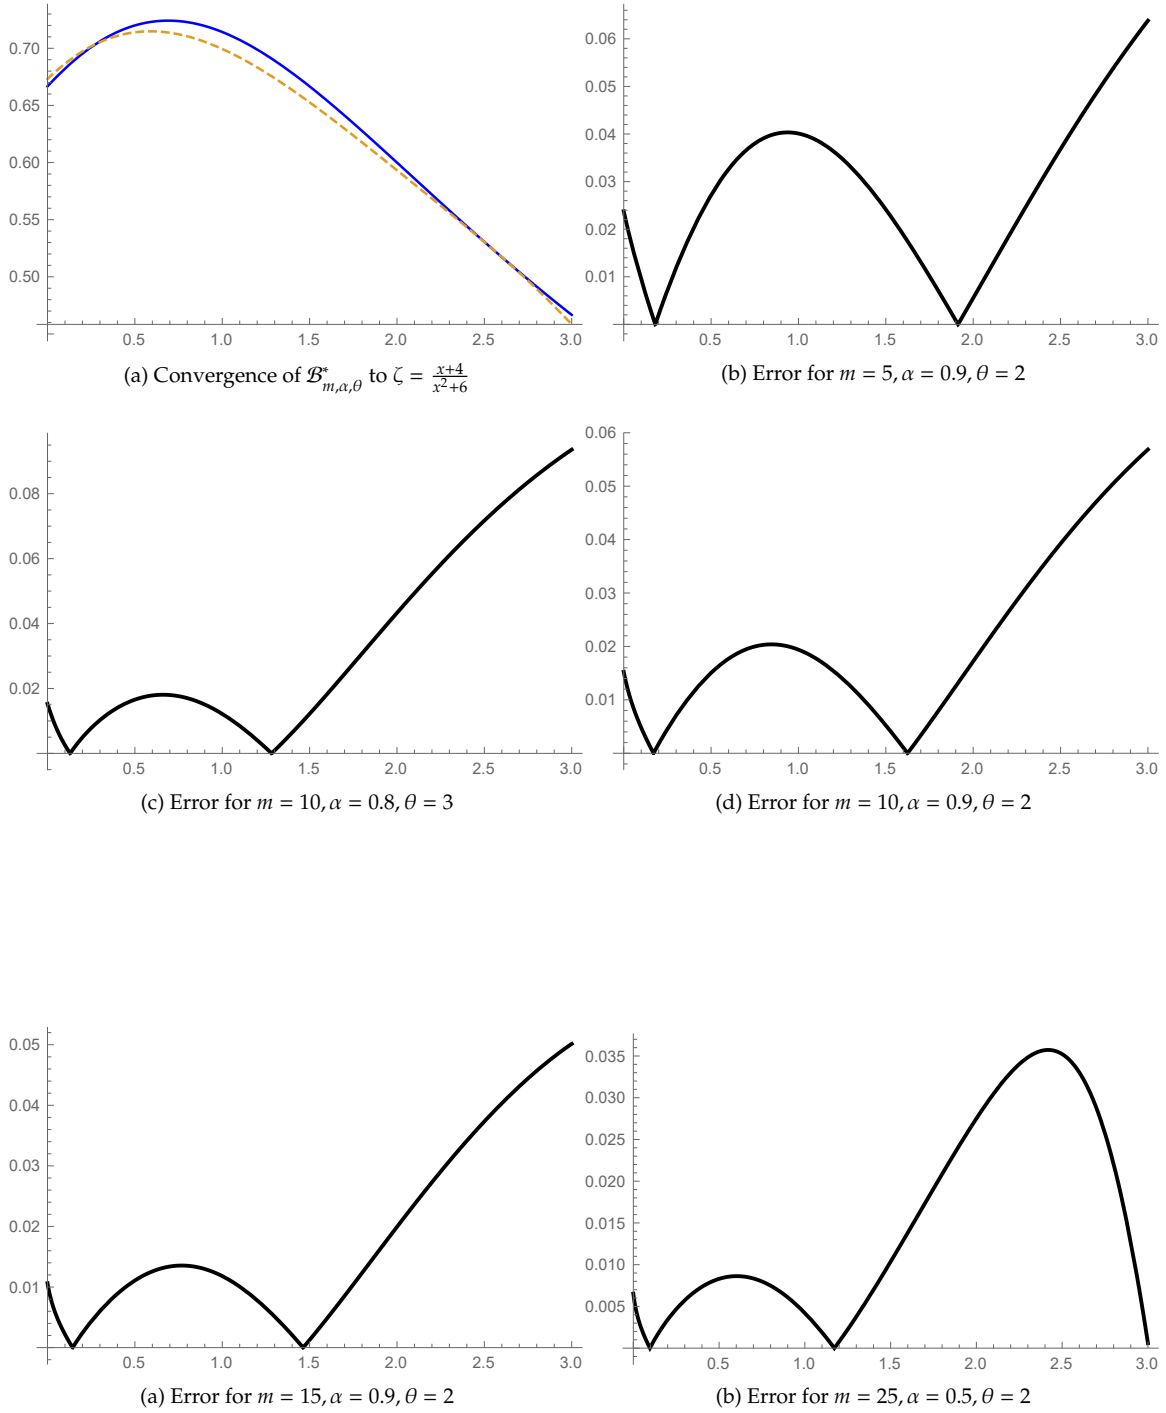 0.70
0.65
0.60
0.55
0.50
0.5 1.0 1.5 2.0 2.5 3.0
(a) Convergence of ℬ*_{m,α,θ} to ζ = \frac{x+4}{x²+6}
0.06
0.05
0.04
0.03
0.02
0.01
0.5 1.0 1.5 2.0 2.5 3.0
(b) Error for m = 5, α = 0.9, θ = 2
0.08
0.06
0.04
0.02
0.5 1.0 1.5 2.0 2.5 3.0
(c) Error for m = 10, α = 0.8, θ = 3
0.06
0.05
0.04
0.03
0.02
0.01
0.5 1.0 1.5 2.0 2.5 3.0
(d) Error for m = 10, α = 0.9, θ = 2
0.05
0.04
0.03
0.02
0.01
0.5 1.0 1.5 2.0 2.5 3.0
(a) Error for m = 15, α = 0.9, θ = 2
0.035
0.030
0.025
0.020
0.015
0.010
0.005
0.5 1.0 1.5 2.0 2.5 3.0
(b) Error for m = 25, α = 0.5, θ = 2